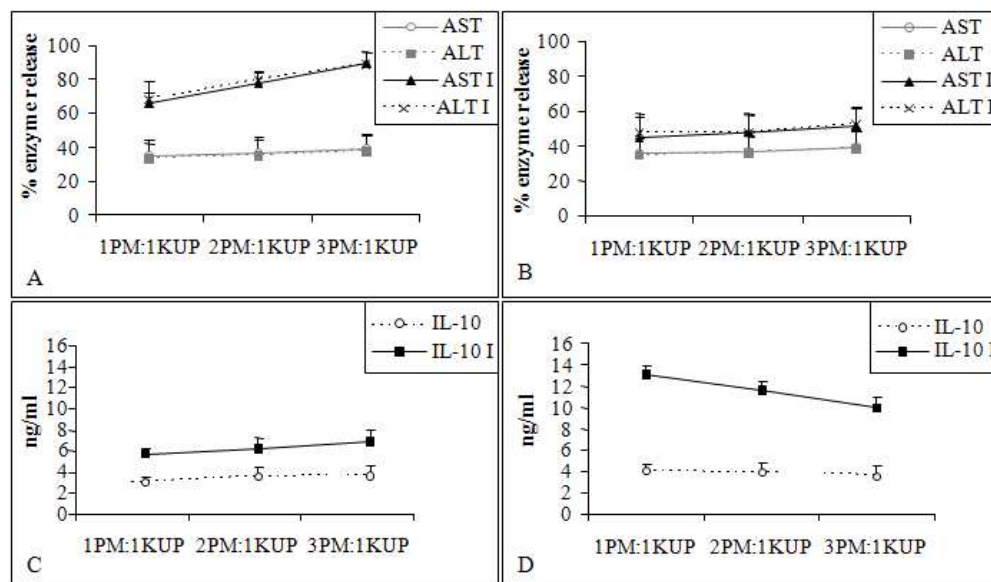 % enzyme release
100
80
60
40
20
0
1PM:1KUP 2PM:1KUP 3PM:1KUP
AST
ALT
AST I
ALT I
A
% enzyme release
100
80
60
40
20
0
1PM:1KUP 2PM:1KUP 3PM:1KUP
AST
ALT
AST I
ALT I
B
ng/ml
16
14
12
10
8
6
4
2
0
1PM:1KUP 2PM:1KUP 3PM:1KUP
IL-10
IL-10 I
C
ng/ml
16
14
12
10
8
6
4
2
0
1PM:1KUP 2PM:1KUP 3PM:1KUP
IL-10
IL-10 I
D